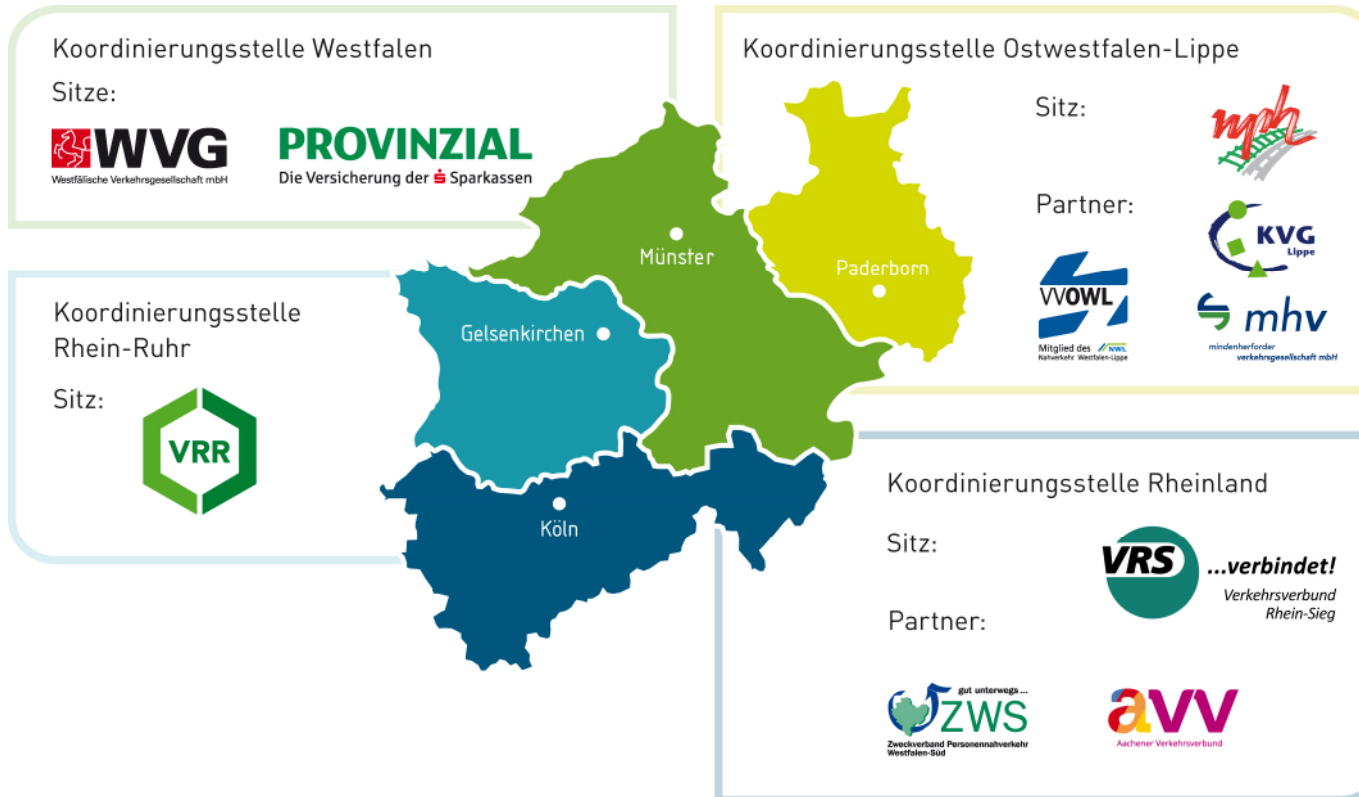 Koordinierungsstelle Westfalen
Sitze:
WVG
Westfälische Verkehrsgesellschaft mbH
PROVINZIAL
Die Versicherung der Sparkassen
Koordinierungsstelle Ostwestfalen-Lippe
Sitz:
nph
Partner:
KVG
Lippe
VVOWL
Mitglied des NWL
Nahverkehr Westfalen-Lippe
mhv
mindenherforder
verkehrsgesellschaft mbH
Koordinierungsstelle
Rhein-Ruhr
Sitz:
VRR
Münster
Paderborn
Gelsenkirchen
Köln
Koordinierungsstelle Rheinland
Sitz:
VRS
...verbindet!
Verkehrsverbund
Rhein-Sieg
Partner:
gut unterwegs...
ZWS
Zweckverband Personennahverkehr
Westfalen-Süd
avv
Aachener Verkehrsverbund